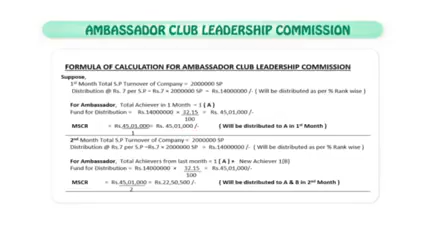 AMBASSADOR CLUB LEADERSHIP COMMISSION
FORMULA OF CALCULATION FOR AMBASSADOR CLUB LEADERSHIP COMMISSION
Suppose,
1st Month Total S.P Turnover of Company = 2000000 SP
Distribution @ Rs. 7 per S.P = Rs.7 × 2000000 SP = Rs.14000000 /- ( Will be distributed as per % Rank wise )
For Ambassador, Total Achiever in 1 Month = 1 ( A )
Fund for Distribution = Rs.14000000 × 32.15 = Rs. 45,01,000/-
100
MSCR = Rs.45,01,000 = Rs. 45,01,000 /- ( Will be distributed to A in 1st Month )
1
2nd Month Total S.P Turnover of Company = 2000000 SP
Distribution @ Rs.7 per S.P =Rs.7 × 2000000 SP = Rs.14000000 /- ( Will be distributed as per % Rank wise )
For Ambassador, Total Achievers from last month = 1 ( A ) + New Achiever 1(B)
Fund for Distribution = Rs.14000000 × 32.15 = Rs.45,01,000/-
100
MSCR = Rs.45,01,000 = Rs.22,50,500 /- ( Will be distributed to A & B in 2nd Month )
2